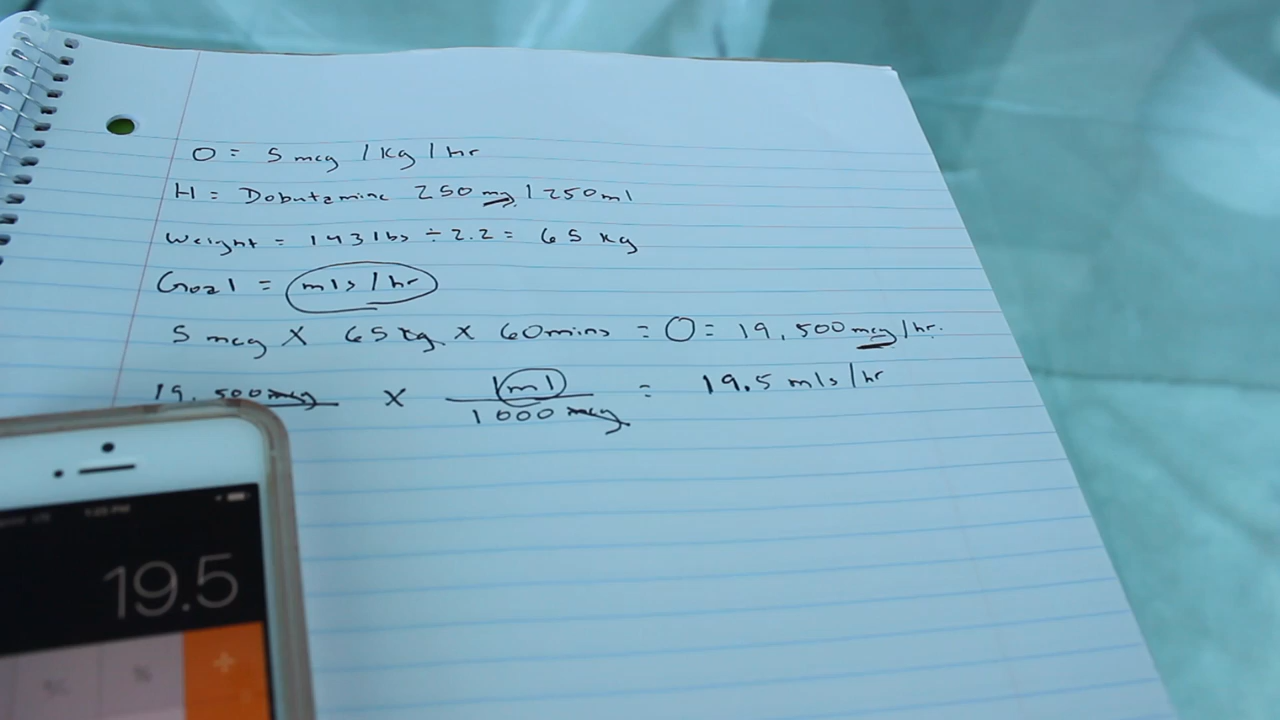 O = 5 mcg / Kg / hr
H = Dobutamine 250 mg / 250 ml
Weight = 143 lbs ÷ 2.2 = 65 kg
Goal = mls / hr
5 mcg X 65 kg X 60 mins = O = 19,500 mcg / hr.
19,500 mcg X 1 ml / 1000 mcg = 19.5 mls / hr
19.5